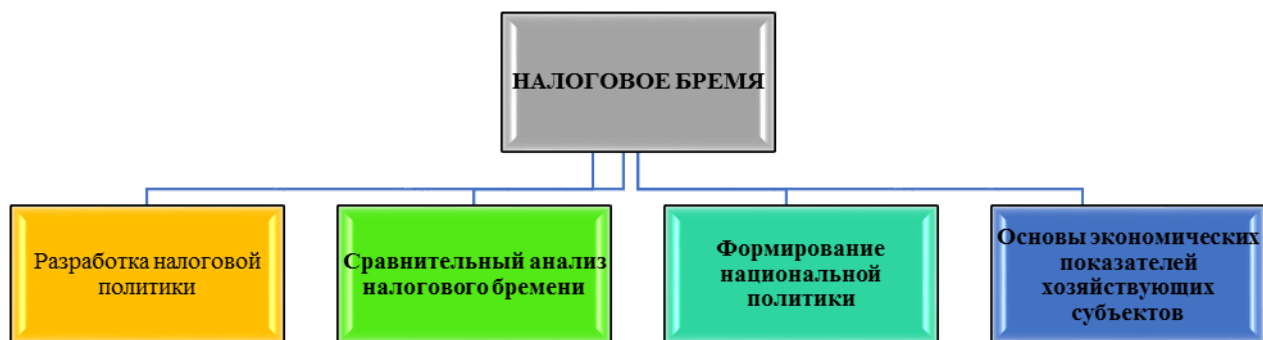 НАЛОГОВОЕ БРЕМЯ
Разработка налоговой
политики
Сравнительный анализ
налогового бремени
Формирование
национальной
политики
Основы экономических
показателей
хозяйствующих
субъектов